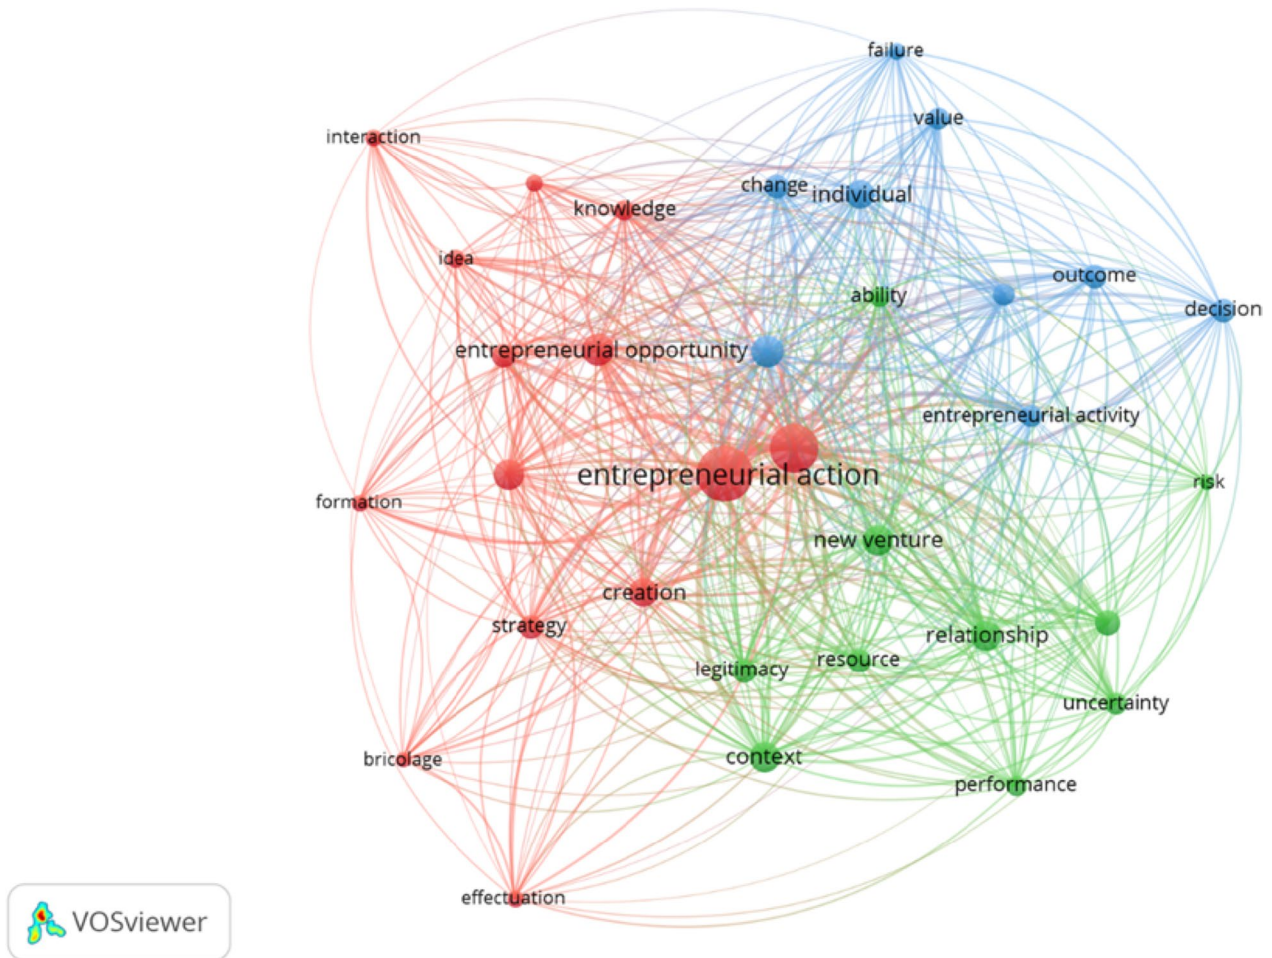 failure
value
interaction
change
individual
knowledge
idea
ability
outcome
decision
entrepreneurial opportunity
entrepreneurial activity
entrepreneurial action
risk
formation
new venture
creation
strategy
relationship
legitimacy
resource
uncertainty
context
bricolage
performance
effectuation
VOSviewer